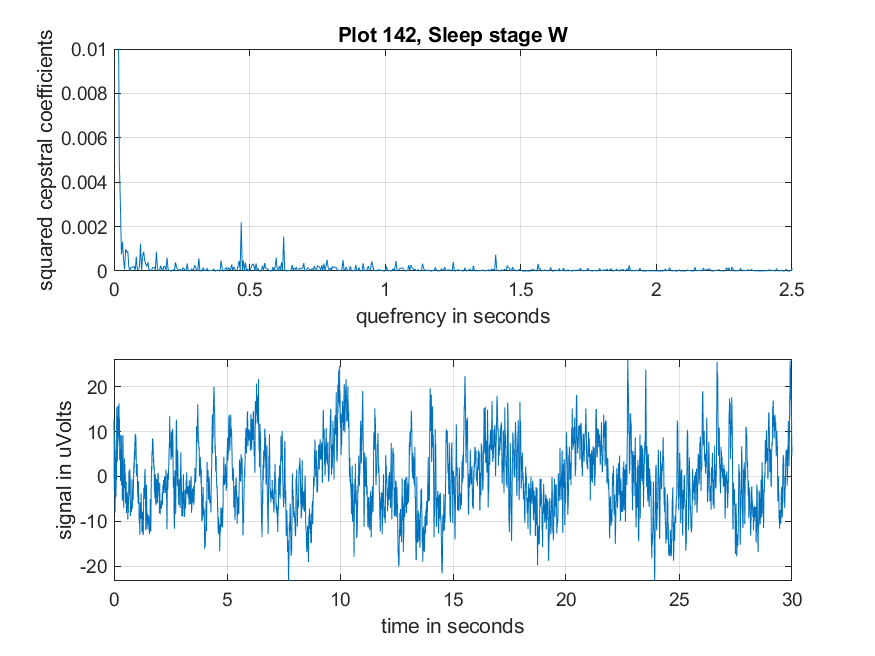 Plot 142, Sleep stage W
squared cepstral coefficients
0.01
0.008
0.006
0.004
0.002
0
0 0.5 1 1.5 2 2.5
quefrency in seconds
signal in uVolts
20
10
0
-10
-20
0 5 10 15 20 25 30
time in seconds